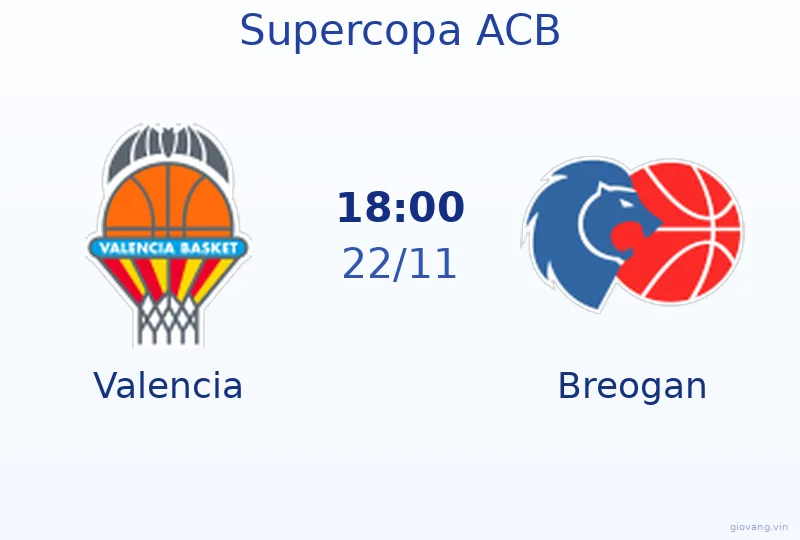 Supercopa ACB
VALENCIA BASKET
18:00
22/11
Valencia
Breogan
giovang.vin